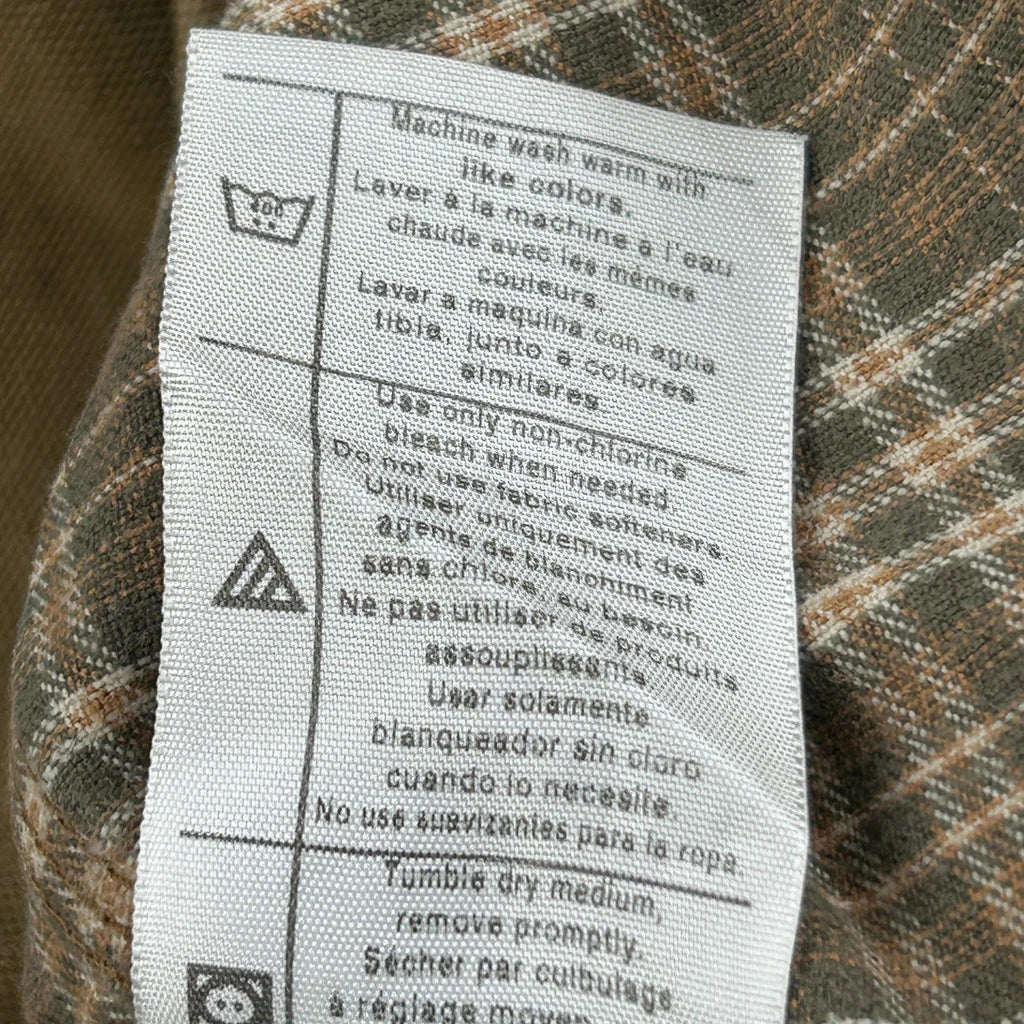 Machine wash warm with
like colors.
Laver à la machine à l'eau
chaude avec les mêmes
couleurs.
Lavar a maquina con agua
tibia, junto a colores
similares.
Use only non-chlorine
bleach when needed.
Do not use fabric softeners.
Utiliser uniquement des
agents de blanchiment
sans chlore, au besoin.
Ne pas utiliser de produits
assouplissants.
Usar solamente
blanqueador sin cloro
cuando lo necesite.
No use suavizantes para la ropa.
Tumble dry medium,
remove promptly.
Sécher par culbutage
à réglage moyen